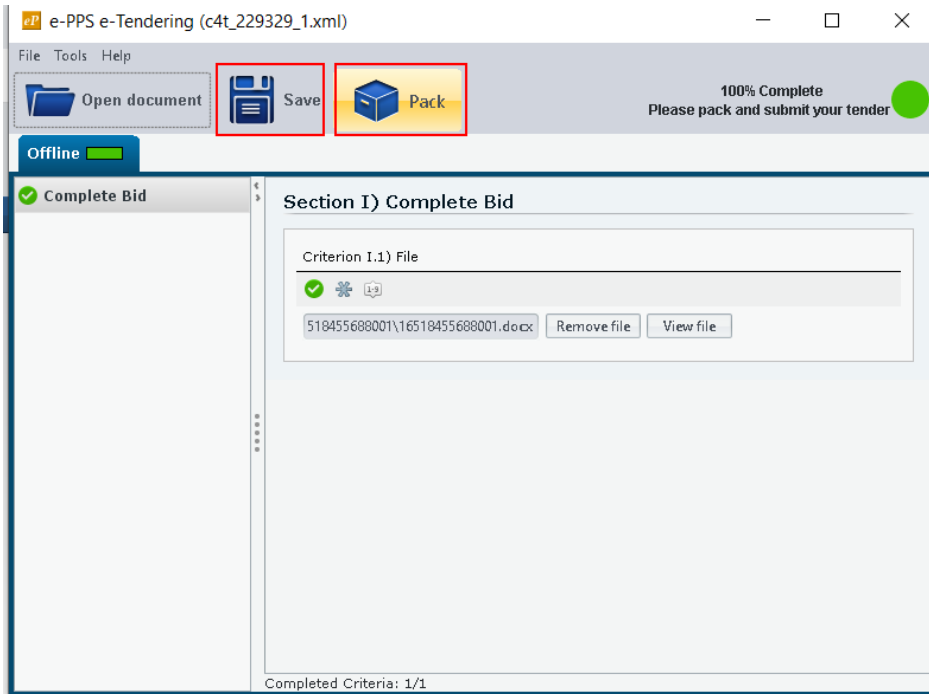 eP e-PPS e-Tendering (c4t_229329_1.xml)
File Tools Help
Open document Save Pack
100% Complete
Please pack and submit your tender
Offline
Complete Bid
Section I) Complete Bid
Criterion I.1) File
1-9
518455688001\16518455688001.docx Remove file View file
Completed Criteria: 1/1